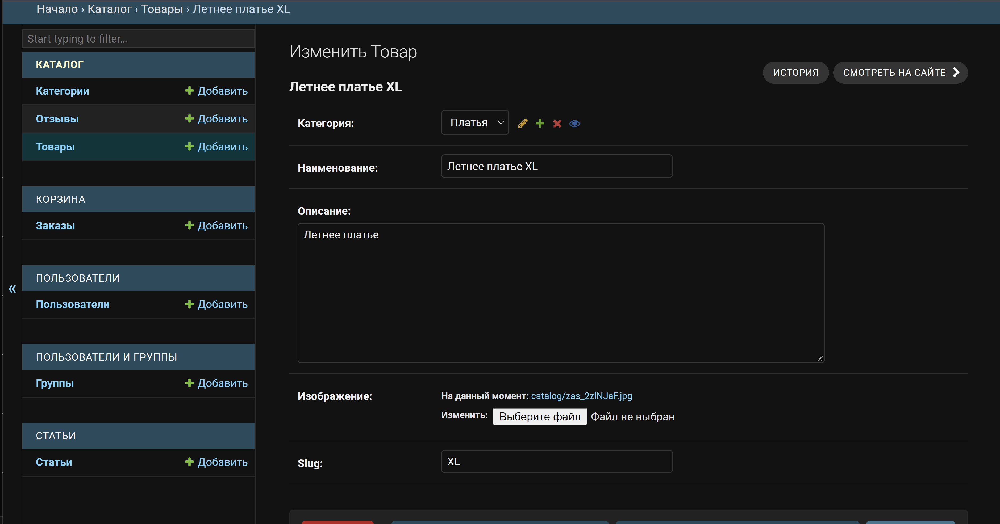 Начало › Каталог › Товары › Летнее платье XL
Start typing to filter...
КАТАЛОГ
Категории Добавить
Отзывы Добавить
Товары Добавить
КОРЗИНА
Заказы Добавить
ПОЛЬЗОВАТЕЛИ
Пользователи Добавить
ПОЛЬЗОВАТЕЛИ И ГРУППЫ
Группы Добавить
СТАТЬИ
Статьи Добавить
«
Изменить Товар
ИСТОРИЯ СМОТРЕТЬ НА САЙТЕ
Летнее платье XL
Категория: Платья
Наименование: Летнее платье XL
Описание:
Летнее платье
Изображение: На данный момент: catalog/zas_2zlNJaF.jpg
Изменить: Выберите файл Файл не выбран
Slug: XL